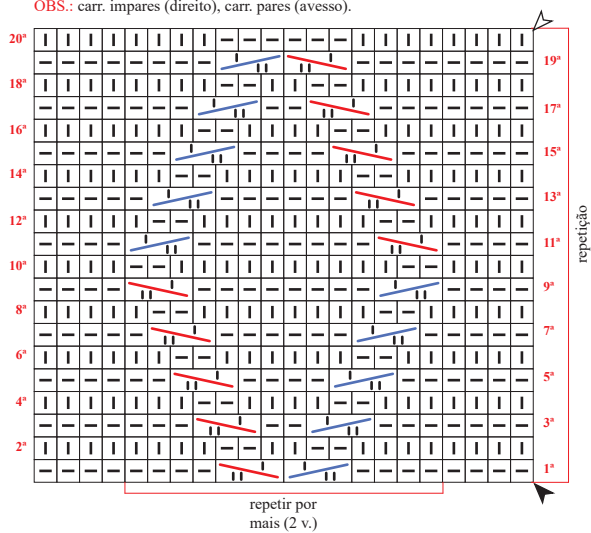 OBS.: carr. ímpares (direito), carr. pares (avesso).
20ª
19ª
18ª
17ª
16ª
15ª
14ª
13ª
12ª
11ª
10ª
9ª
8ª
7ª
6ª
5ª
4ª
3ª
2ª
1ª
repetição
repetir por
mais (2 v.)